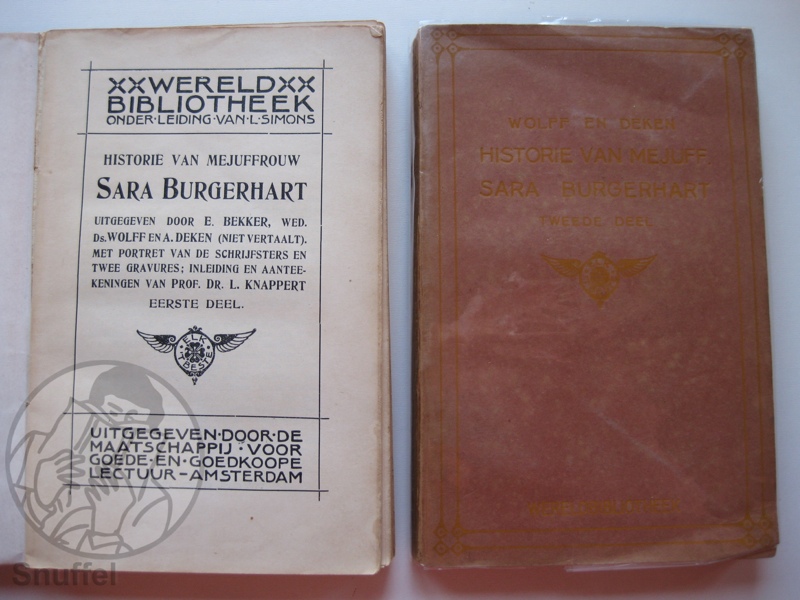 XXWERELDXX
BIBLIOTHEEK
ONDER·LEIDING·VAN·L·SIMONS
HISTORIE VAN MEJUFFROUW
SARA BURGERHART
UITGEGEVEN DOOR E. BEKKER, WED.
DS. WOLFF EN A. DEKEN (NIET VERTAALT).
MET PORTRET VAN DE SCHRIJFSTERS EN
TWEE GRAVURES; INLEIDING EN AANTEE-
KENINGEN VAN PROF. DR. L. KNAPPERT
EERSTE DEEL.
ELK
'T BESTE
UITGEGEVEN·DOOR·DE
MAATSCHAPPIJ·VOOR
GOEDE·EN·GOEDKOOPE
LECTUUR–AMSTERDAM
Snuffel
WOLFF EN DEKEN
HISTORIE VAN MEJUFF
SARA BURGERHART
TWEEDE DEEL
WERELDBIBLIOTHEEK